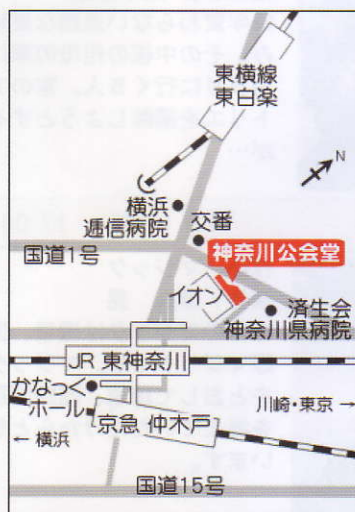 東横線
東白楽
N
横浜
逓信病院
交番
国道1号
神奈川公会堂
イオン
済生会
神奈川県病院
JR 東神奈川
かなっく
ホール
京急 仲木戸
川崎・東京→
←横浜
国道15号